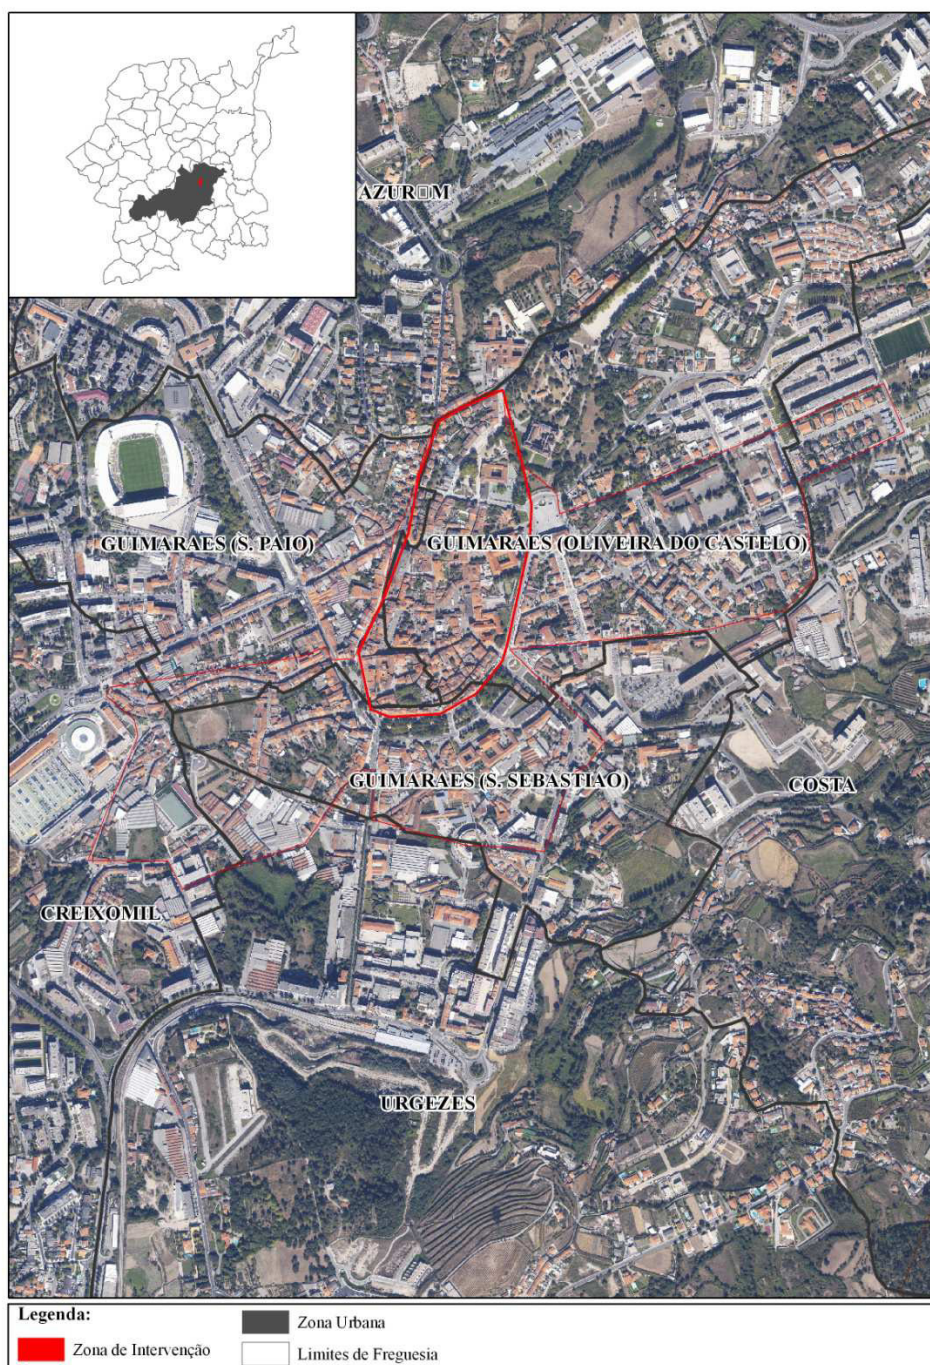 AZUR□M
GUIMARAES (S. PAIO)
GUIMARAES (OLIVEIRA DO CASTELO)
GUIMARAES (S. SEBASTIAO)
COSTA
CREIXOMIL
URGEZES
Legenda:
Zona de Intervenção
Zona Urbana
Limites de Freguesia